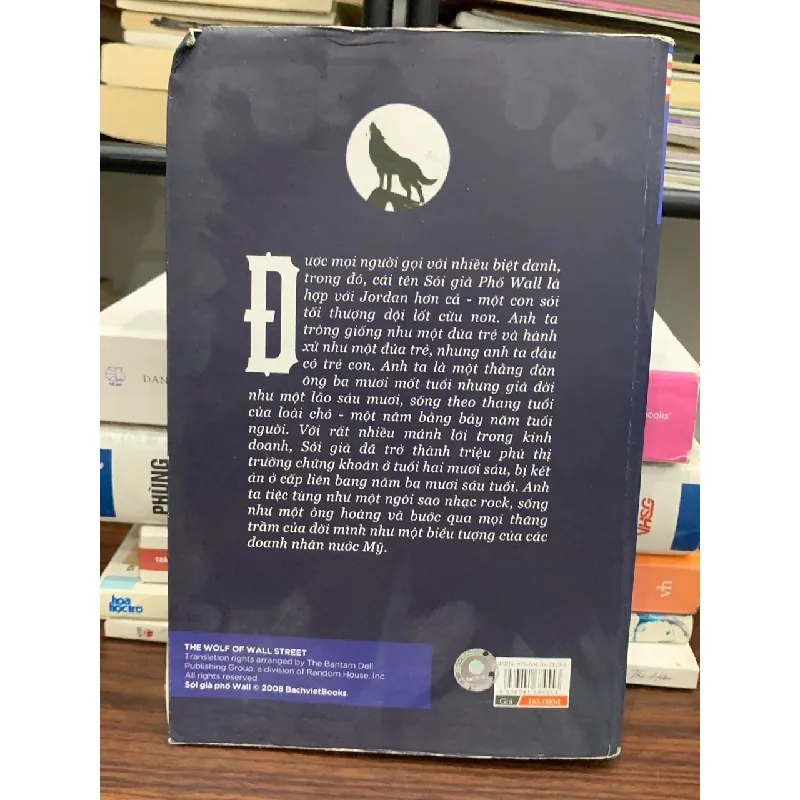 Được mọi người gọi với nhiều biệt danh,
trong đó, cái tên Sói già Phố Wall là
hợp với Jordan hơn cả - một con sói
tối thượng đội lốt cừu non. Anh ta
trông giống như một đứa trẻ và hành
xử như một đứa trẻ, nhưng anh ta đâu
có trẻ con. Anh ta là một thằng đàn
ông ba mươi mốt tuổi nhưng già đời
như một lão sáu mươi, sống theo thang tuổi
của loài chó - một năm bằng bảy năm tuổi
người. Với rất nhiều mánh lới trong kinh
doanh, Sói già đã trở thành triệu phú thị
trường chứng khoán ở tuổi hai mươi sáu, bị kết
án ở cấp liên bang năm ba mươi sáu tuổi. Anh
ta tiệc tùng như một ngôi sao nhạc rock, sống
như một ông hoàng và bước qua mọi thăng
trầm của đời mình như một biểu tượng của các
doanh nhân nước Mỹ.
THE WOLF OF WALL STREET
Translation rights arranged by The Bantam Dell
Publishing Group, a division of Random House, Inc.
All rights reserved.
Sói già phố Wall © 2008 BachvietBooks.
Giá
DAN
PHÙNG
hoa
học trò
books
VHSG
vh